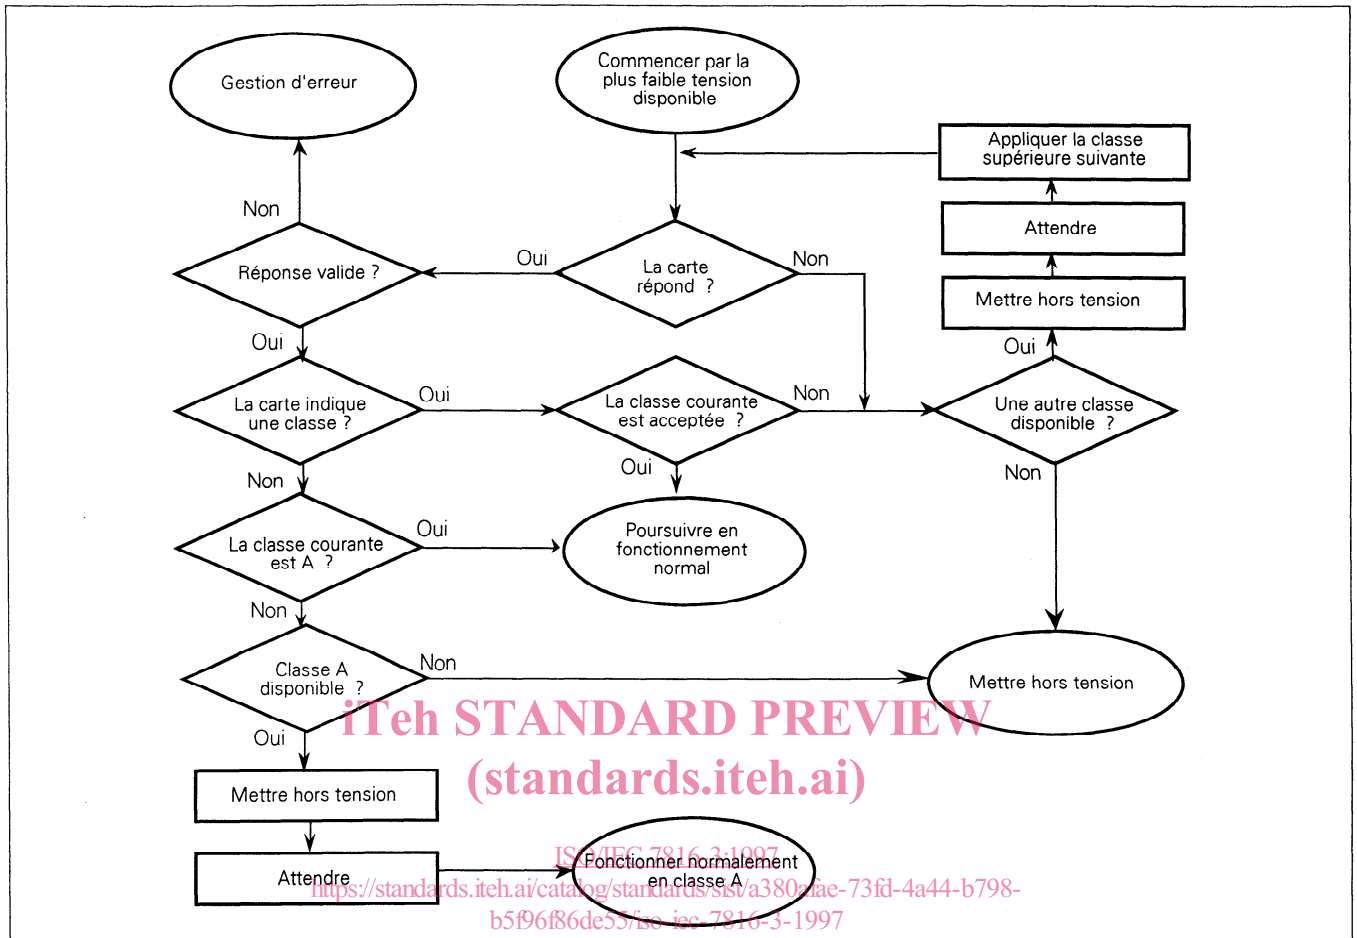 Gestion d'erreur
Commencer par la
plus faible tension
disponible
Appliquer la classe
supérieure suivante
Non
Attendre
Réponse valide ?
Oui
La carte
répond ?
Non
Mettre hors tension
Oui
Oui
La carte indique
une classe ?
Oui
La classe courante
est acceptée ?
Non
Une autre classe
disponible ?
Non
Oui
Non
La classe courante
est A ?
Oui
Poursuivre en
fonctionnement
normal
Non
Classe A
disponible ?
Non
Mettre hors tension
iTeh STANDARD PREVIEW
(standards.iteh.ai)
Oui
Mettre hors tension
Attendre
Fonctionner normalement
en classe A
ISO/IEC 7816-3:1997
https://standards.iteh.ai/catalog/standards/sist/a380afae-73fd-4a44-b798-
b5f96f86de55/iso-iec-7816-3-1997